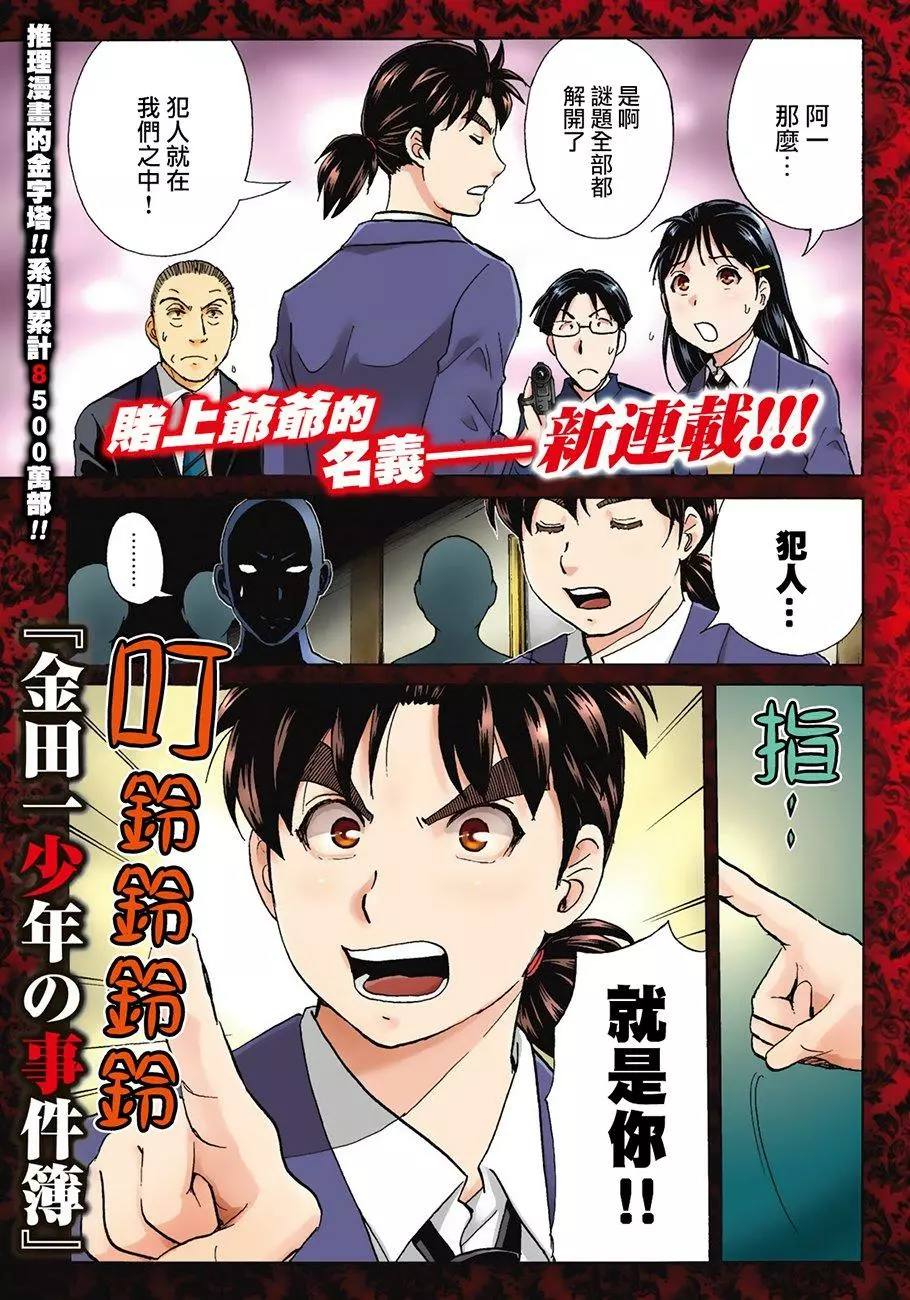 阿一
那麼…
是啊
謎題全部都
解開了
犯人就在
我們之中！
推理漫畫的金字塔!!系列累計8500萬部!!
賭上爺爺的
名義——新連載!!!
犯人…
………
指
就是你!!
叮鈴鈴鈴鈴
『金田一少年の事件簿』